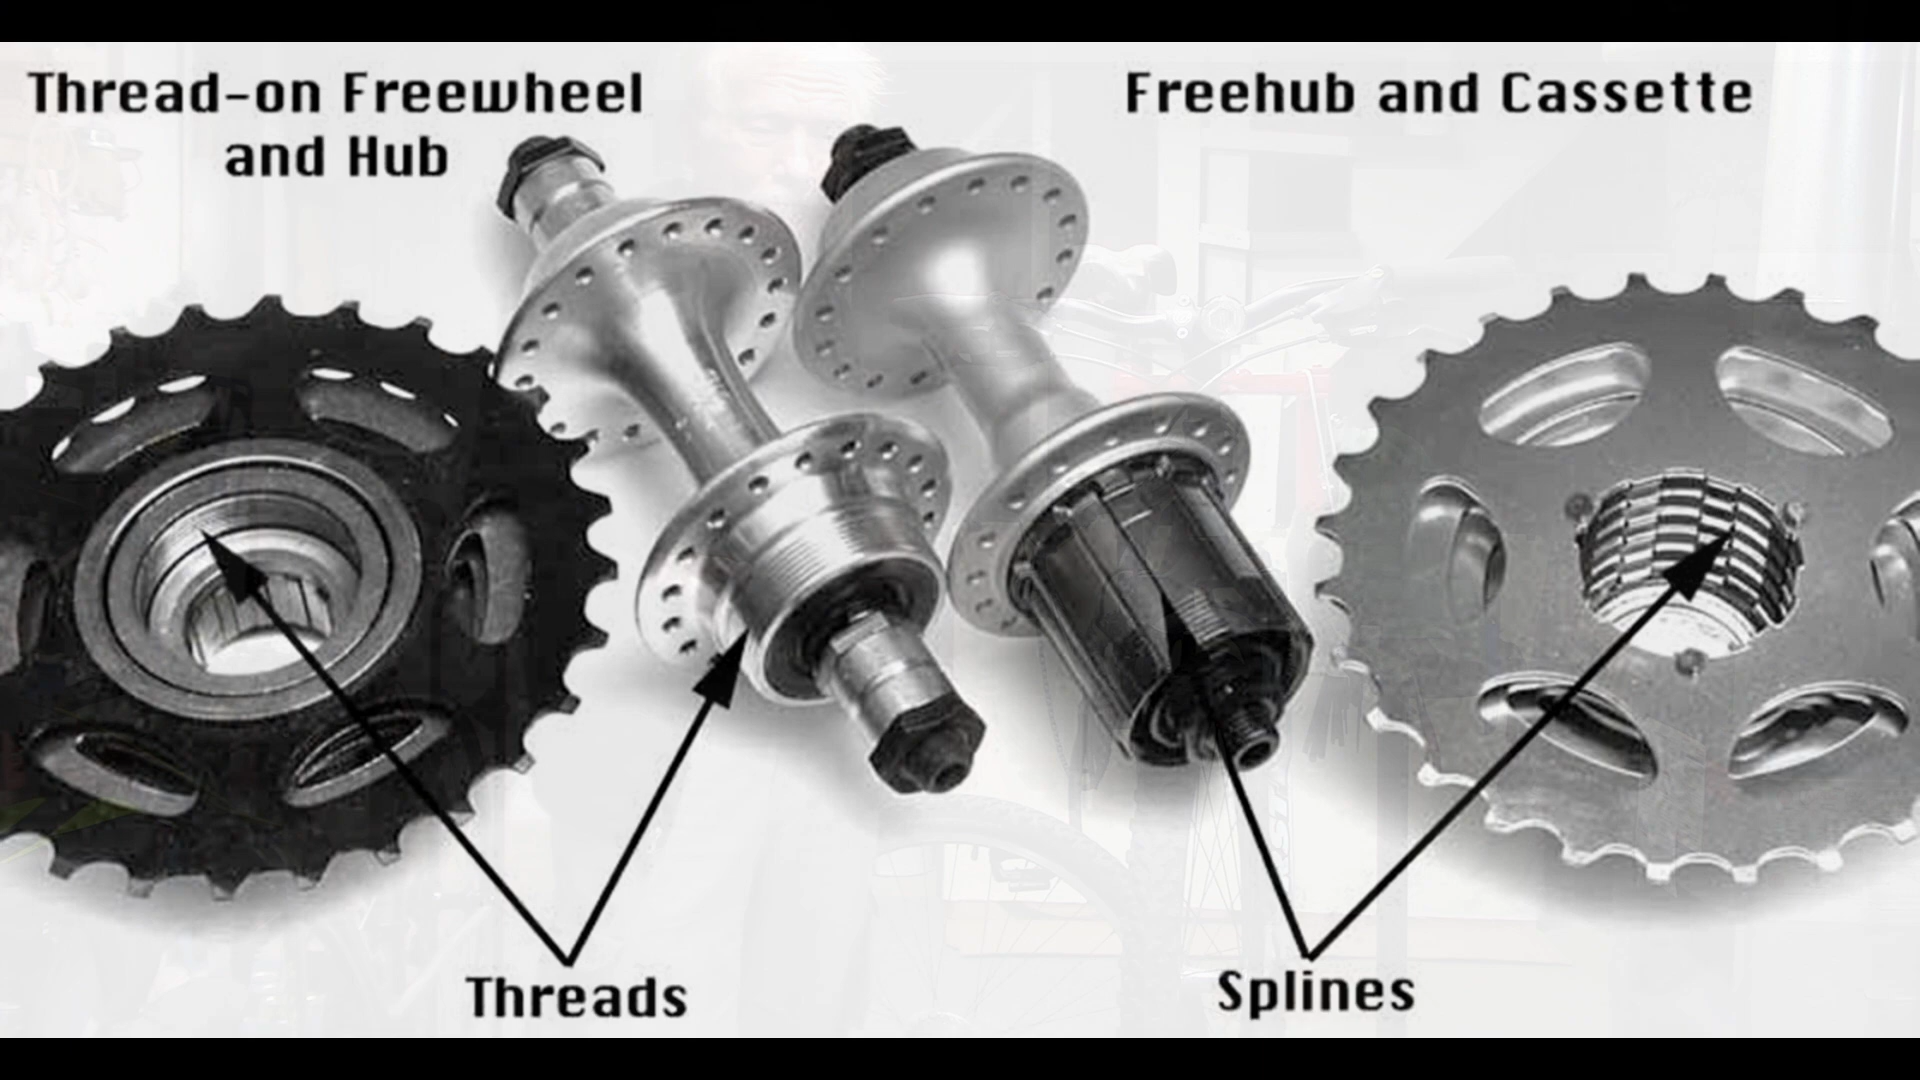 Thread-on Freewheel
and Hub
Freehub and Cassette
Threads
Splines